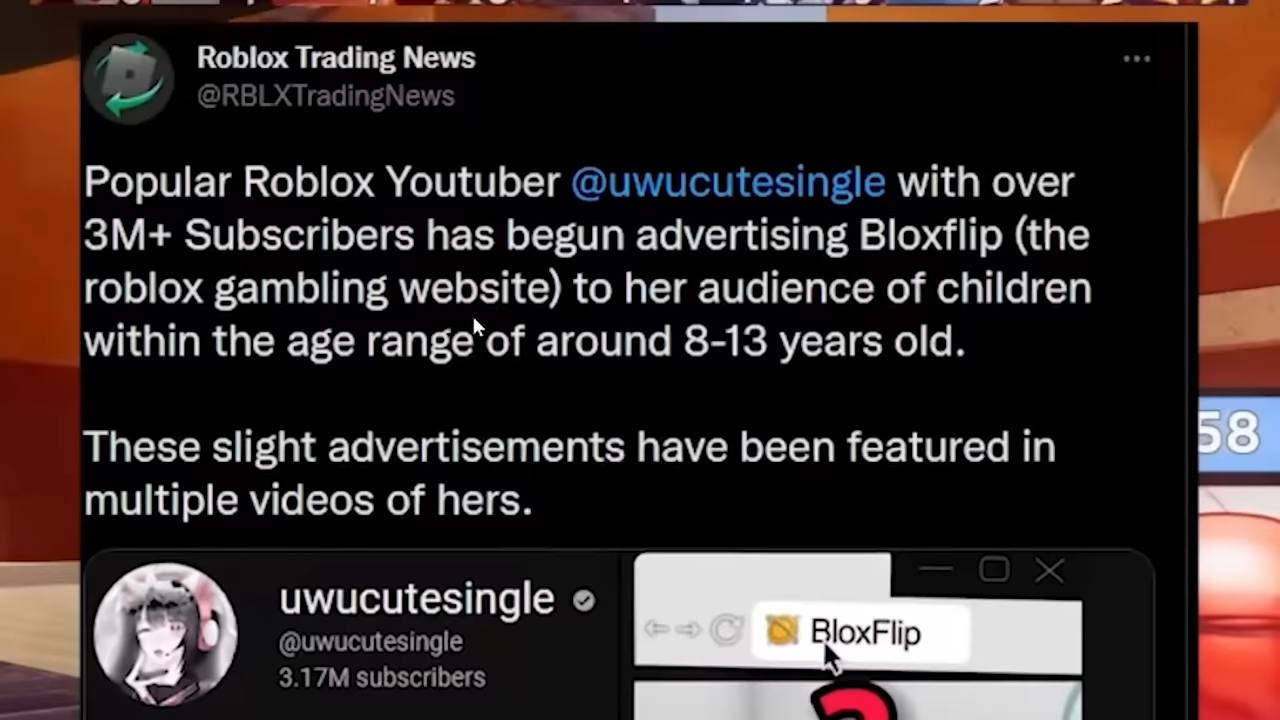 Roblox Trading News
@RBLXTradingNews
Popular Roblox Youtuber @uwucutesingle with over
3M+ Subscribers has begun advertising Bloxflip (the
roblox gambling website) to her audience of children
within the age range of around 8-13 years old.
These slight advertisements have been featured in
multiple videos of hers.
58
uwucutesingle
@uwucutesingle
3.17M subscribers
BloxFlip